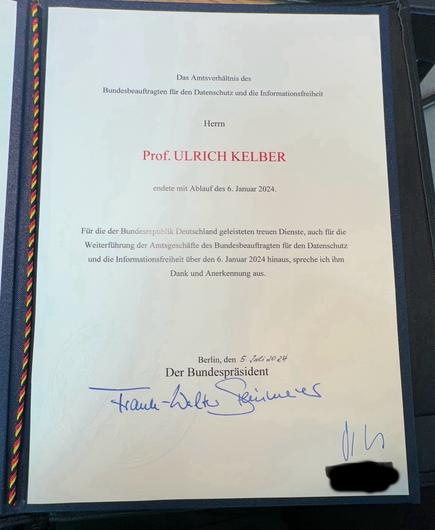 Das Amtsverhältnis des
Bundesbeauftragten für den Datenschutz und die Informationsfreiheit
Herrn
Prof. ULRICH KELBER
endete mit Ablauf des 6. Januar 2024.
Für die der Bundesrepublik Deutschland geleisteten treuen Dienste, auch für die
Weiterführung der Amtsgeschäfte des Bundesbeauftragten für den Datenschutz
und die Informationsfreiheit über den 6. Januar 2024 hinaus, spreche ich ihm
Dank und Anerkennung aus.
Berlin, den 5. Juli 2024
Der Bundespräsident
Frank-Walter Steinmeier